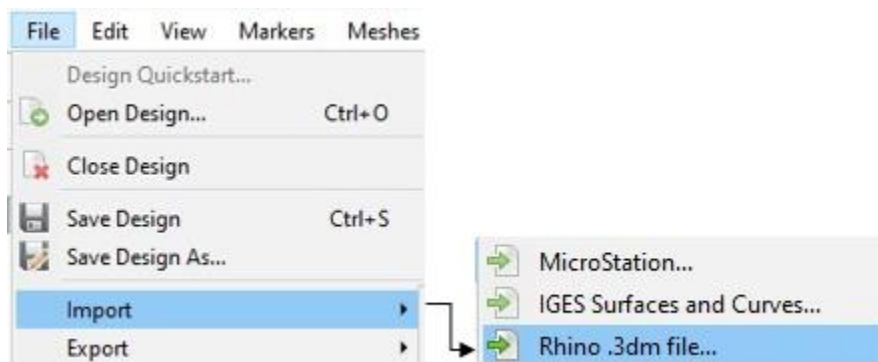 File Edit View Markers Meshes
Design Quickstart...
Open Design... Ctrl+O
Close Design
Save Design Ctrl+S
Save Design As...
Import
Export
MicroStation...
IGES Surfaces and Curves...
Rhino .3dm file...